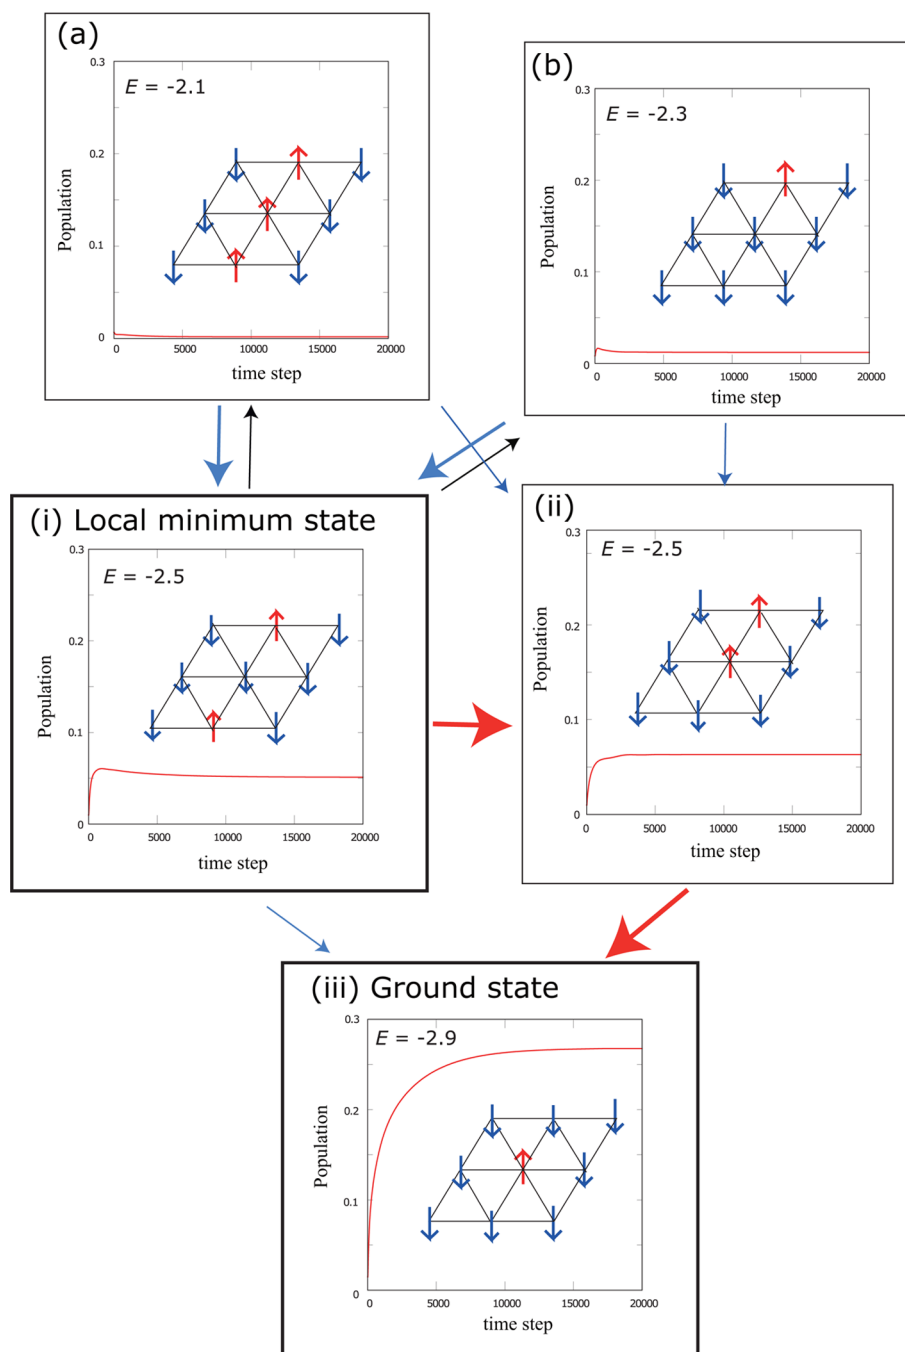 (a)
E = -2.1
Population
0.3
0.2
0.1
0
0 5000 10000 15000 20000
time step
(b)
E = -2.3
Population
0.3
0.2
0.1
0
0 5000 10000 15000 20000
time step
(i) Local minimum state
E = -2.5
Population
0.3
0.2
0.1
0
0 5000 10000 15000 20000
time step
(ii)
E = -2.5
Population
0.3
0.2
0.1
0
0 5000 10000 15000 20000
time step
(iii) Ground state
E = -2.9
Population
0.3
0.2
0.1
0
0 5000 10000 15000 20000
time step